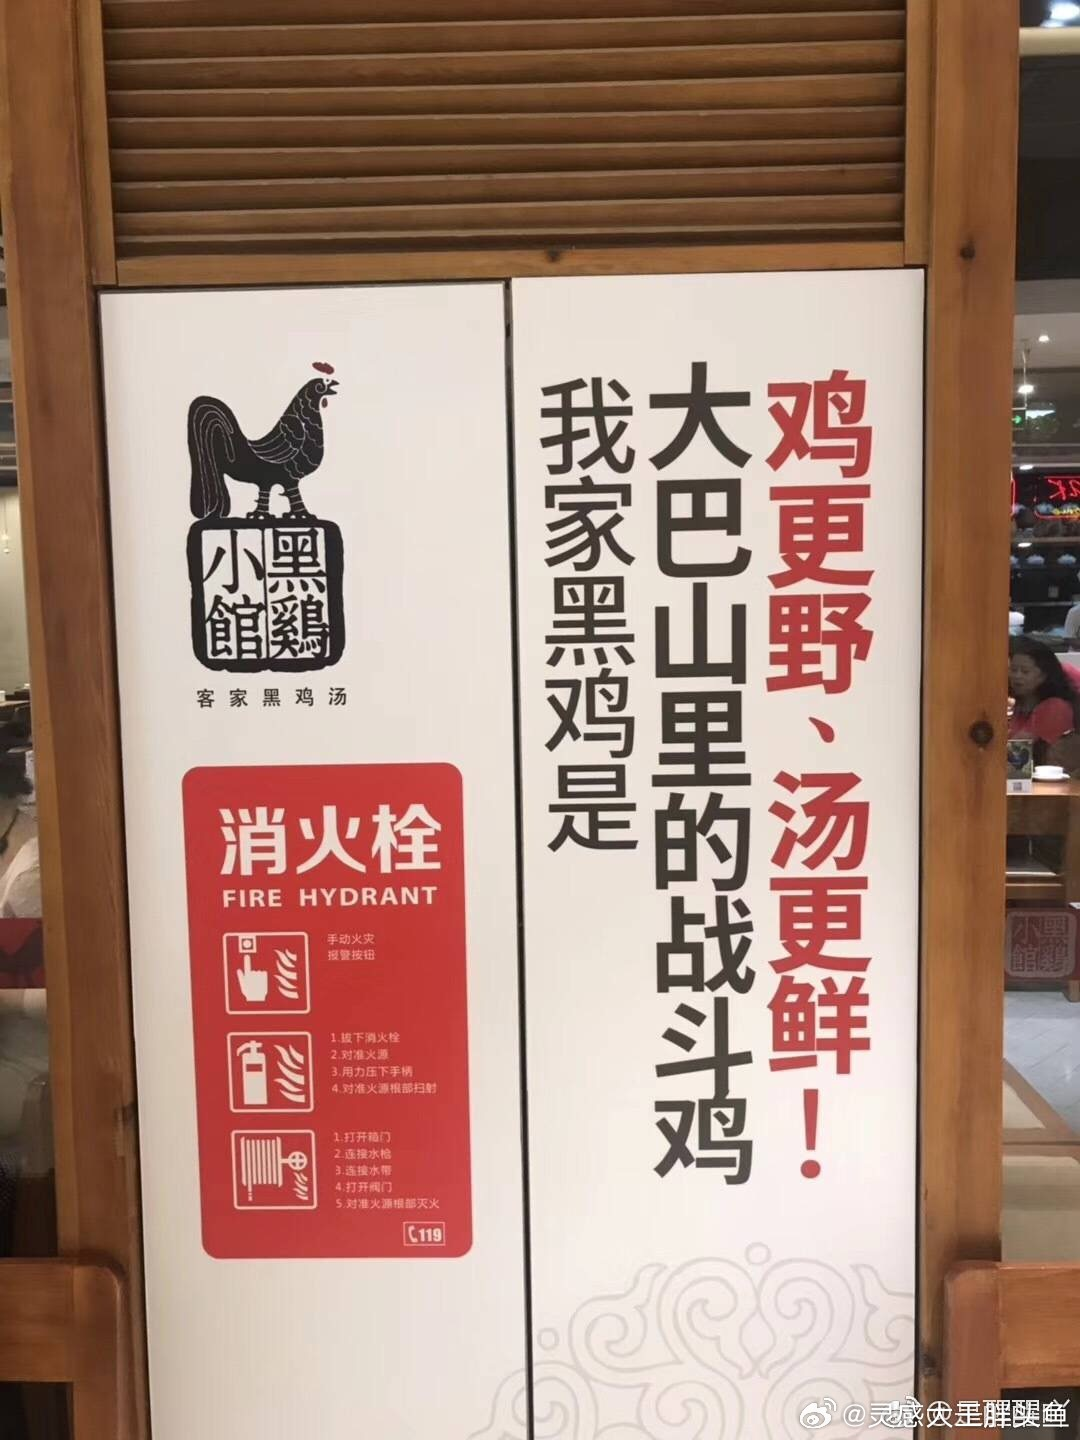 黑鷄
小館
客家黑鸡汤
消火栓
FIRE HYDRANT
手动火灾
报警按钮
1.拔下消火栓
2.对准火源
3.用力压下手柄
4.对准火源根部扫射
1.打开箱门
2.连接水枪
3.连接水带
4.打开阀门
5.对准火源根部灭火
119
我家黑鸡是
大巴山里的战斗鸡
鸡更野、汤更鲜！
黑鷄
小館